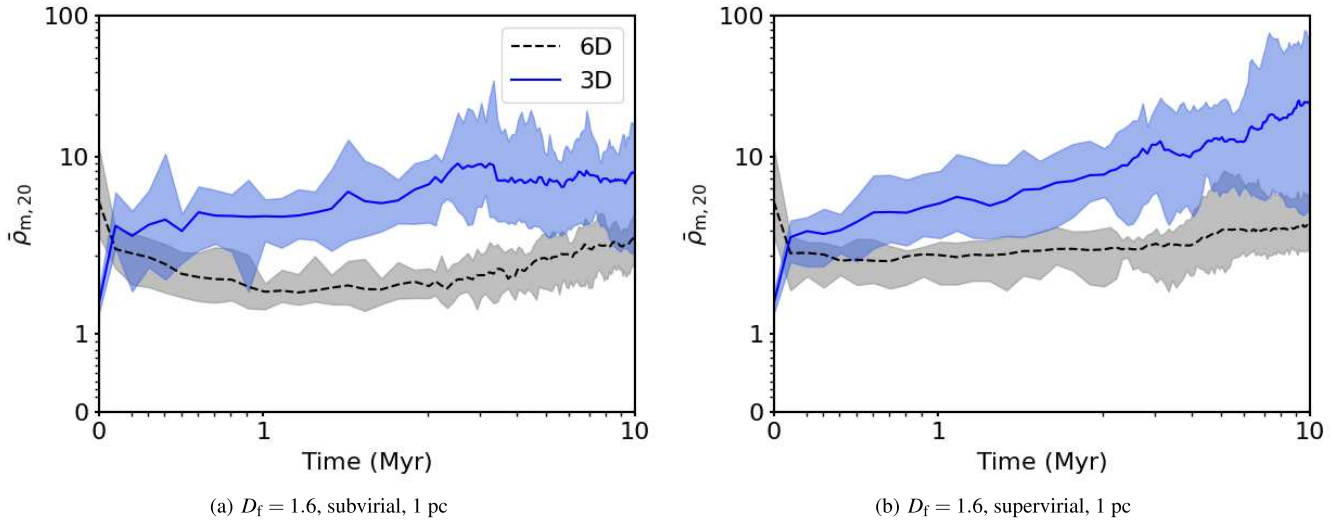 100
10
1
0
ρ̄m, 20
6D
3D
0 1 10
Time (Myr)
(a) Df = 1.6, subvirial, 1 pc
100
10
1
0
ρ̄m, 20
0 1 10
Time (Myr)
(b) Df = 1.6, supervirial, 1 pc